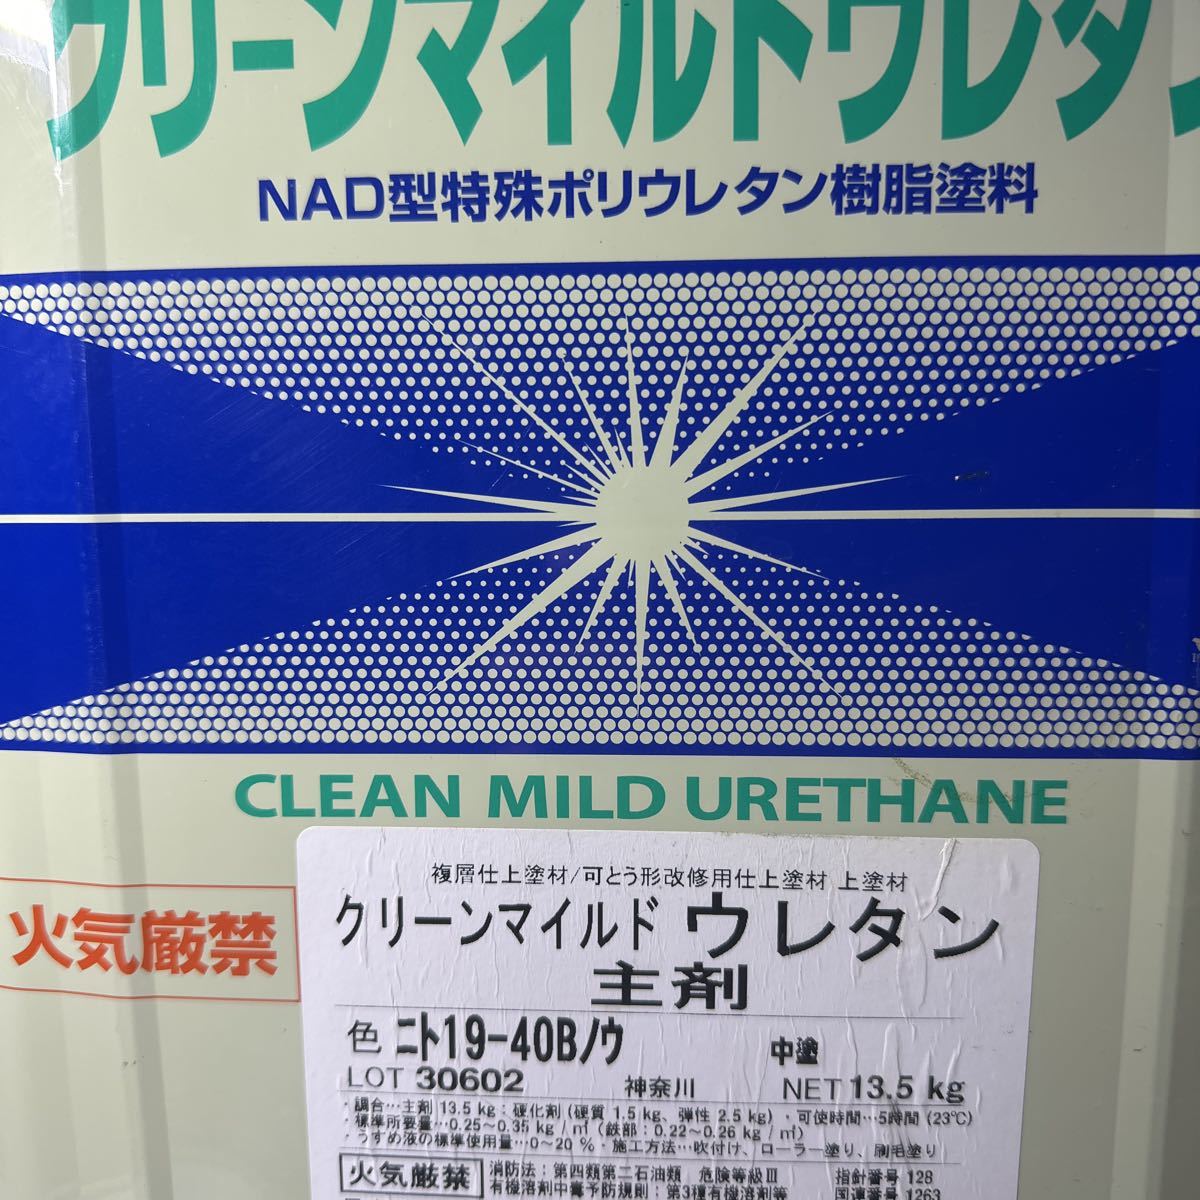 クリーンマイルドウレタン
NAD型特殊ポリウレタン樹脂塗料
CLEAN MILD URETHANE
火気厳禁
複層仕上塗材/可とう形改修用仕上塗材 上塗材
クリーンマイルド ウレタン
主剤
色 ニト19-40Bノウ 中塗
LOT 30602 神奈川 NET 13.5 kg
・調合…主剤 13.5 kg：硬化剤 (硬質 1.5 kg、弾性 2.5 kg) ・可使時間…5時間 (23℃)
・標準所要量…0.25～0.35 kg/㎡ (鉄部：0.22～0.26 kg/㎡)
・うすめ液の標準使用量…0～20% ・施工方法…吹付け、ローラー塗り、刷毛塗り
火気厳禁 消防法：第四類第二石油類 危険等級Ⅲ 指針番号 128
有機溶剤中毒予防規則：第3種有機溶剤等 国連番号 1263